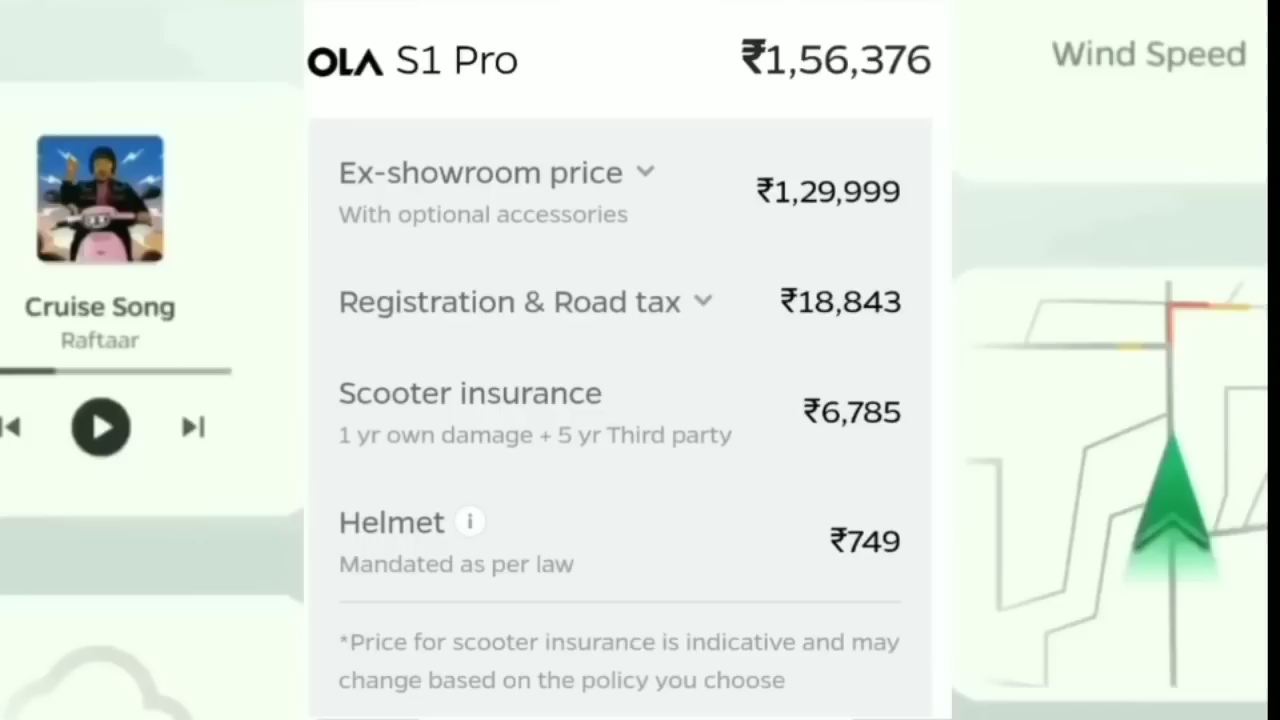 OLA S1 Pro ₹1,56,376
Wind Speed
Ex-showroom price ₹1,29,999
With optional accessories
Registration & Road tax ₹18,843
Scooter insurance ₹6,785
1 yr own damage + 5 yr Third party
Helmet i ₹749
Mandated as per law
*Price for scooter insurance is indicative and may
change based on the policy you choose
Cruise Song
Raftaar